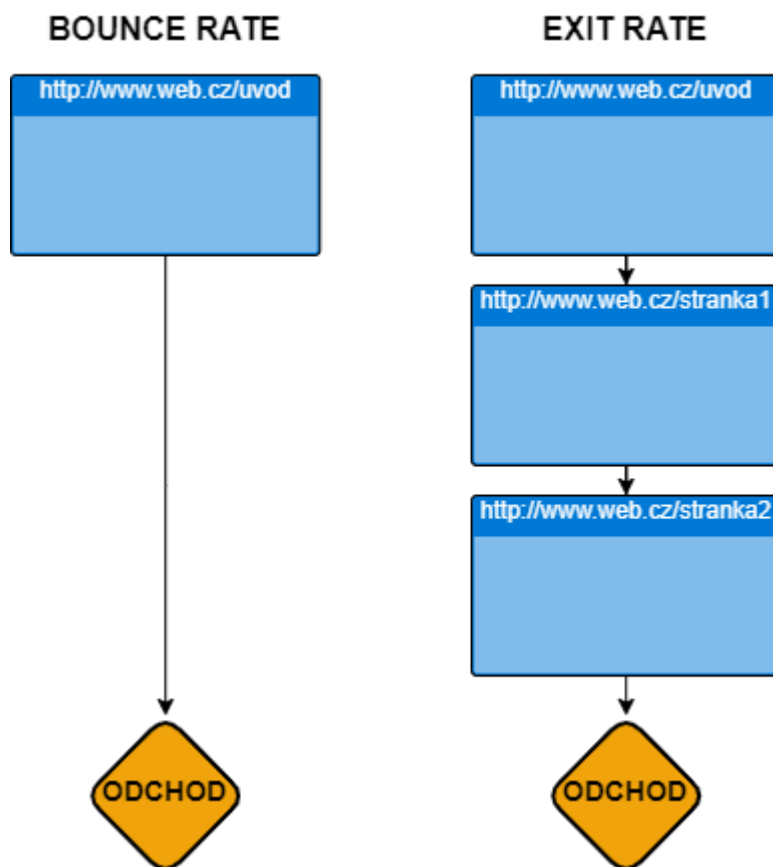 BOUNCE RATE
http://www.web.cz/uvod
ODCHOD
EXIT RATE
http://www.web.cz/uvod
http://www.web.cz/stranka1
http://www.web.cz/stranka2
ODCHOD